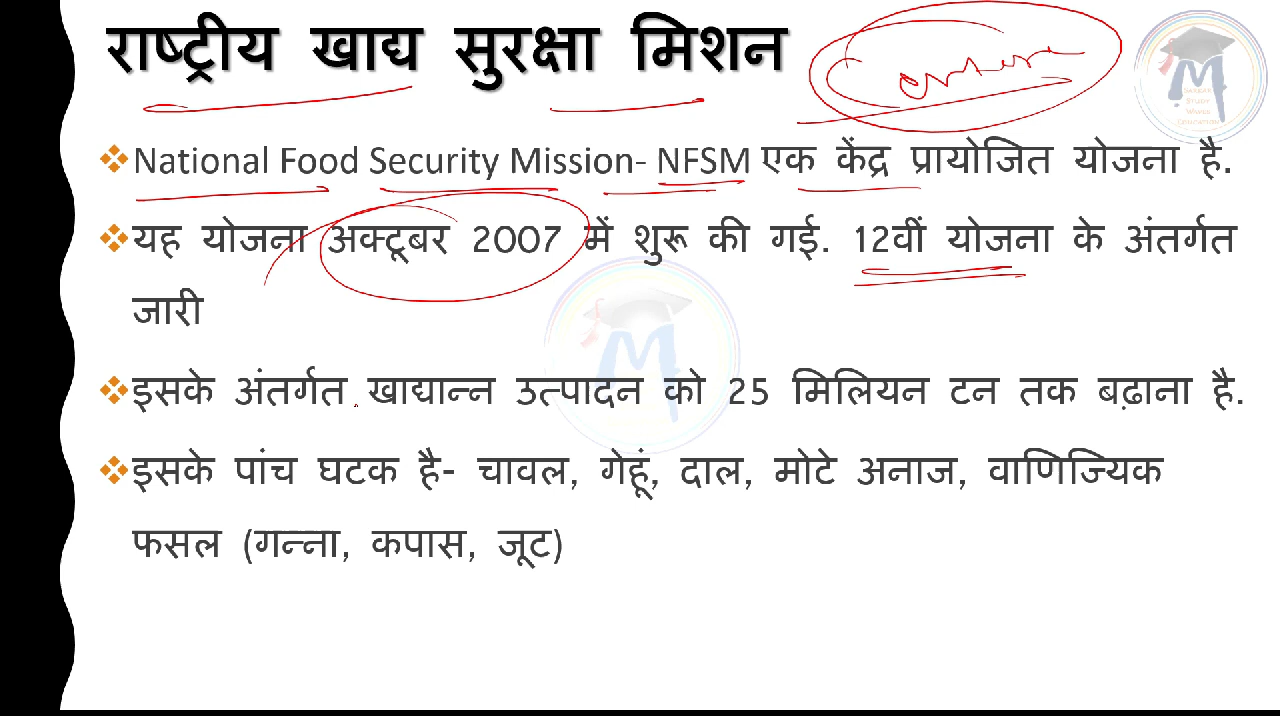 राष्ट्रीय खाद्य सुरक्षा मिशन
National Food Security Mission- NFSM एक केंद्र प्रायोजित योजना है.
यह योजना अक्टूबर 2007 में शुरू की गई. 12वीं योजना के अंतर्गत
जारी
इसके अंतर्गत खाद्यान्न उत्पादन को 25 मिलियन टन तक बढ़ाना है.
इसके पांच घटक है- चावल, गेहूं, दाल, मोटे अनाज, वाणिज्यिक
फसल (गन्ना, कपास, जूट)